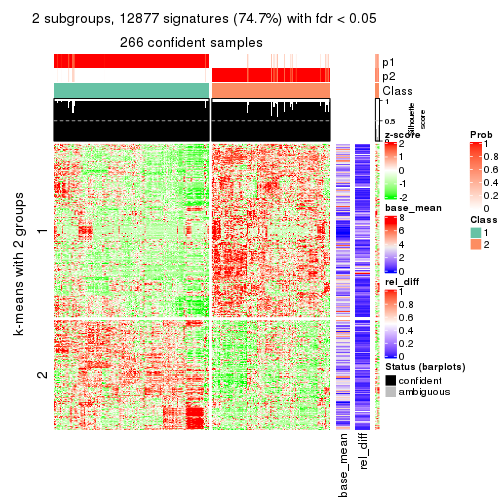 2 subgroups, 12877 signatures (74.7%) with fdr < 0.05
266 confident samples
p1
p2
Class
1
0.5
0
Silhouette
score
k-means with 2 groups
1
2
base_mean
rel_diff
z-score
2
1
0
-1
-2
base_mean
8
6
4
2
0
rel_diff
1
0.8
0.6
0.4
0.2
0
Status (barplots)
confident
ambiguous
Prob
1
0.8
0.6
0.4
0.2
0
Class
1
2